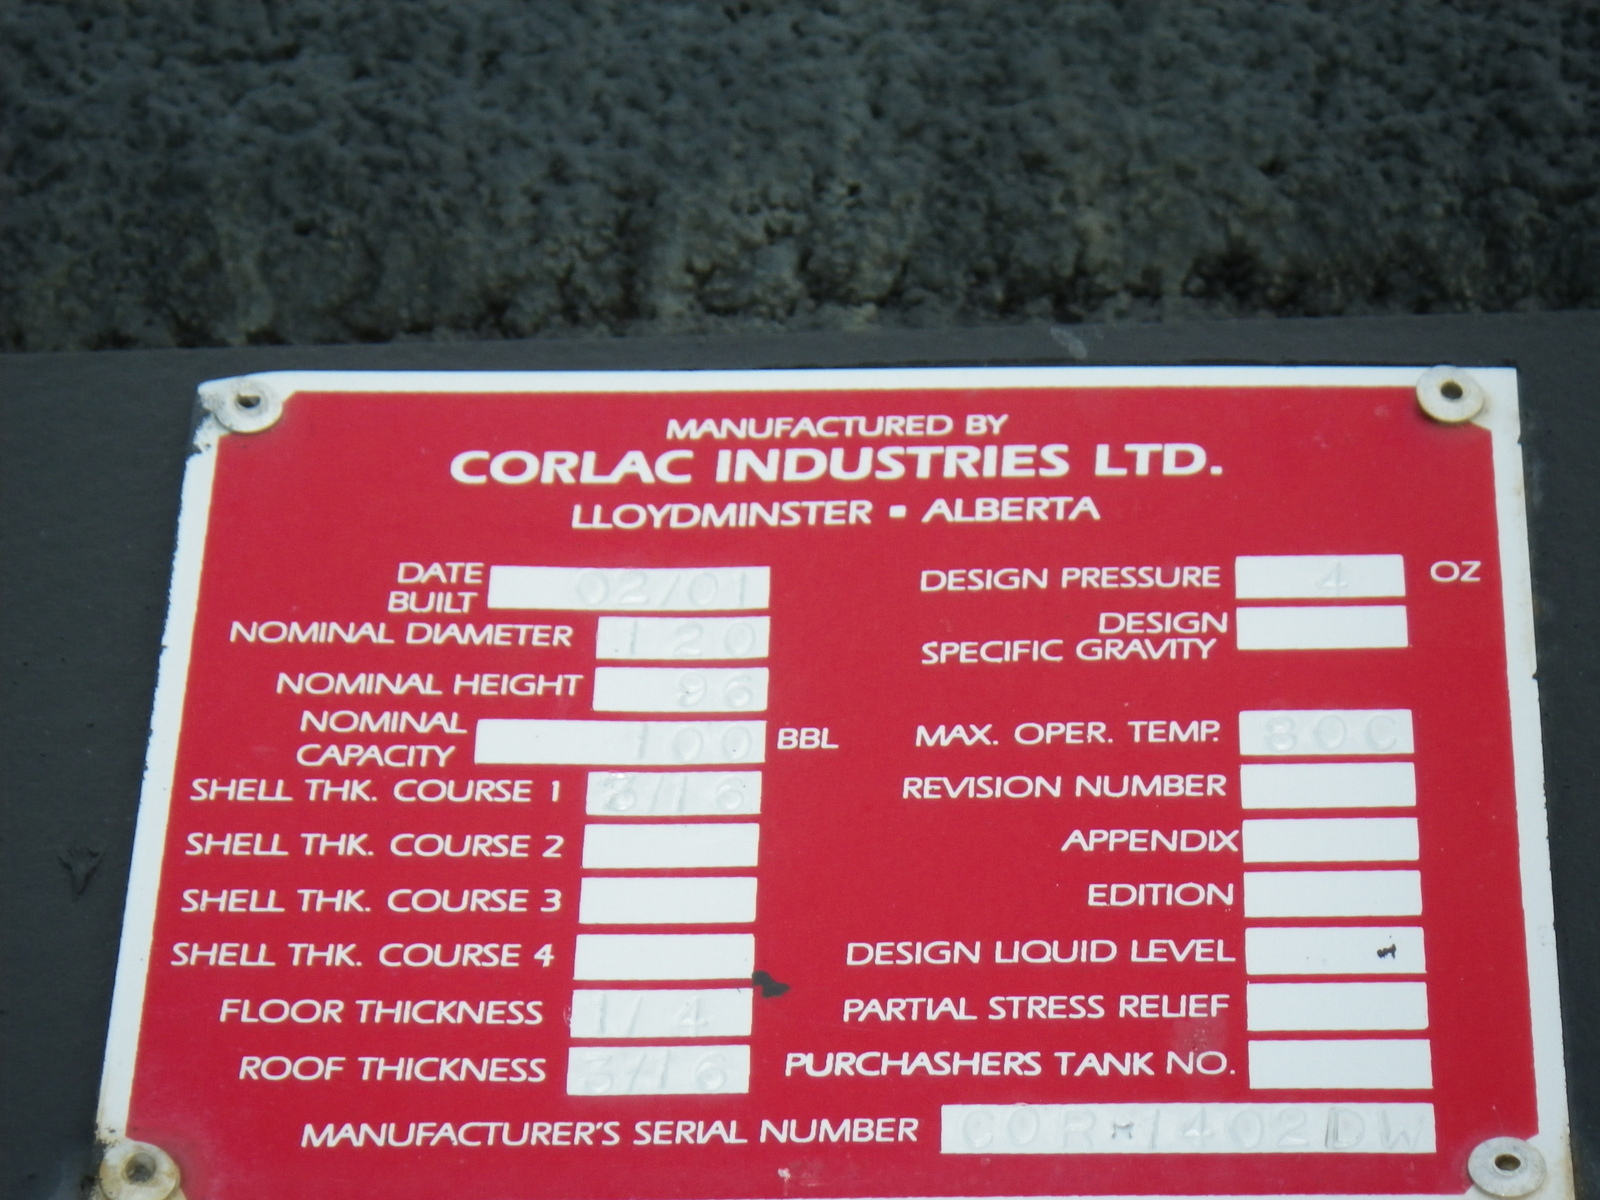 MANUFACTURED BY
CORLAC INDUSTRIES LTD.
LLOYDMINSTER ▪ ALBERTA
DATE BUILT 02/01
NOMINAL DIAMETER 120
NOMINAL HEIGHT 96
NOMINAL CAPACITY 100 BBL
SHELL THK. COURSE 1 3/16
SHELL THK. COURSE 2
SHELL THK. COURSE 3
SHELL THK. COURSE 4
FLOOR THICKNESS 1/4
ROOF THICKNESS 3/16
DESIGN PRESSURE 4 OZ
DESIGN SPECIFIC GRAVITY
MAX. OPER. TEMP. 80C
REVISION NUMBER
APPENDIX
EDITION
DESIGN LIQUID LEVEL
PARTIAL STRESS RELIEF
PURCHASHERS TANK NO.
MANUFACTURER'S SERIAL NUMBER COR-1402DW